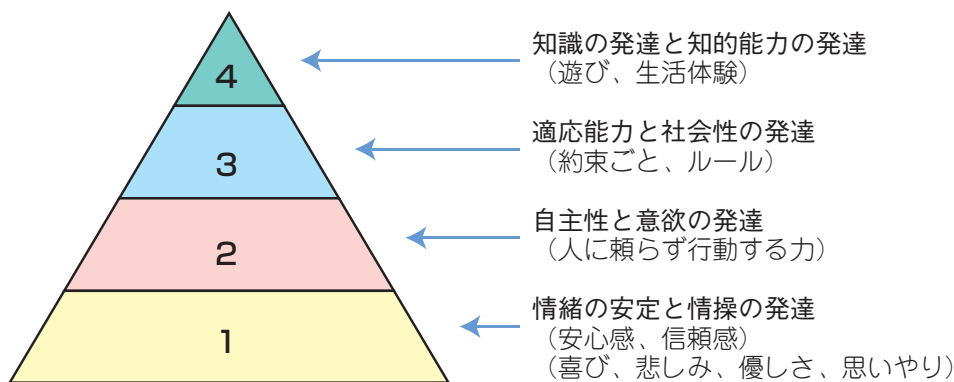 4
知識の発達と知的能力の発達
（遊び、生活体験）
3
適応能力と社会性の発達
（約束ごと、ルール）
2
自主性と意欲の発達
（人に頼らず行動する力）
1
情緒の安定と情操の発達
（安心感、信頼感）
（喜び、悲しみ、優しさ、思いやり）